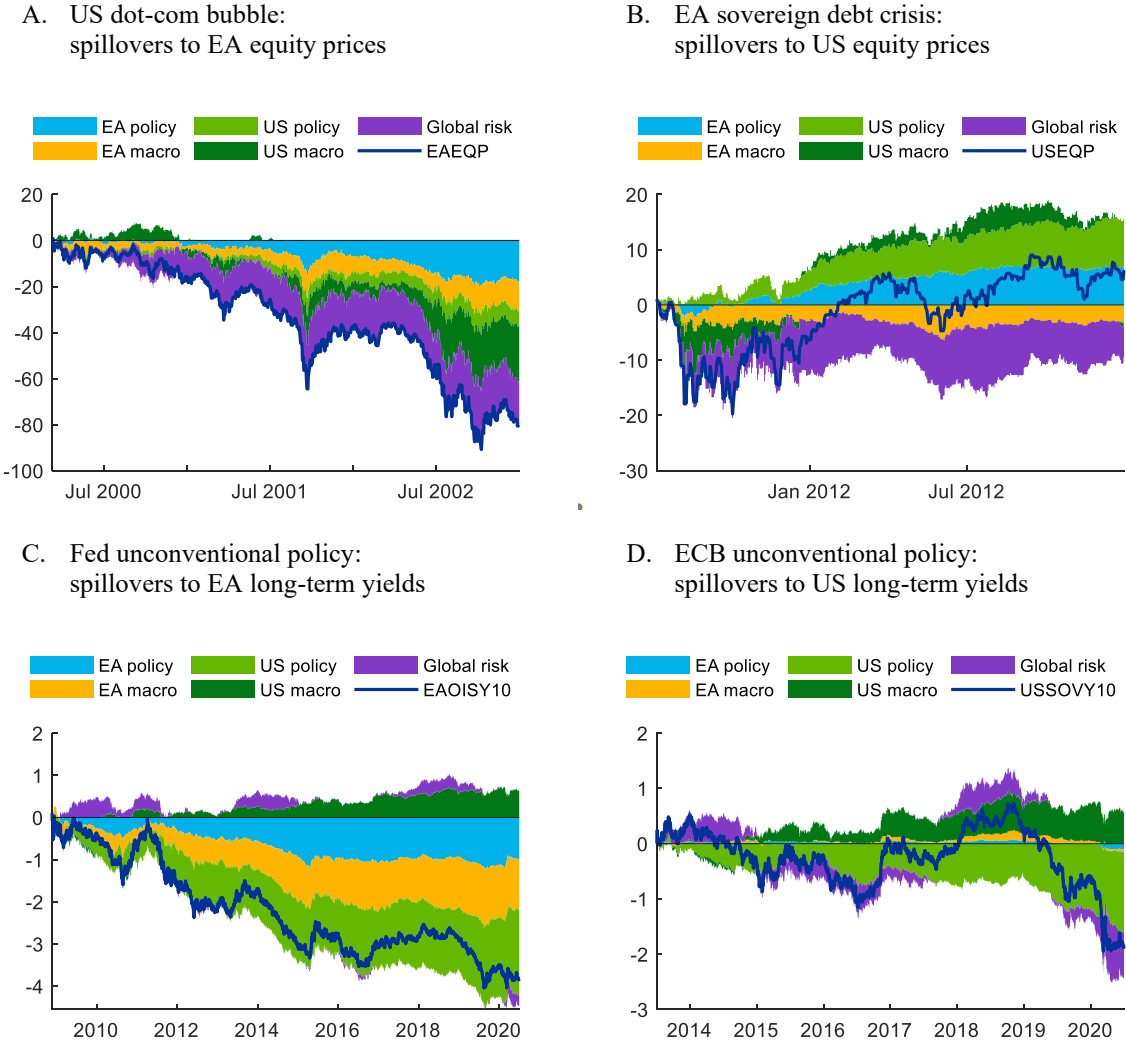 A. US dot-com bubble:
spillovers to EA equity prices
EA policy US policy Global risk
EA macro US macro EAEQP
20
0
-20
-40
-60
-80
-100
Jul 2000 Jul 2001 Jul 2002
B. EA sovereign debt crisis:
spillovers to US equity prices
EA policy US policy Global risk
EA macro US macro USEQP
20
10
0
-10
-20
-30
Jan 2012 Jul 2012
C. Fed unconventional policy:
spillovers to EA long-term yields
EA policy US policy Global risk
EA macro US macro EAOISY10
2
1
0
-1
-2
-3
-4
2010 2012 2014 2016 2018 2020
D. ECB unconventional policy:
spillovers to US long-term yields
EA policy US policy Global risk
EA macro US macro USSOVY10
2
1
0
-1
-2
-3
2014 2015 2016 2017 2018 2019 2020